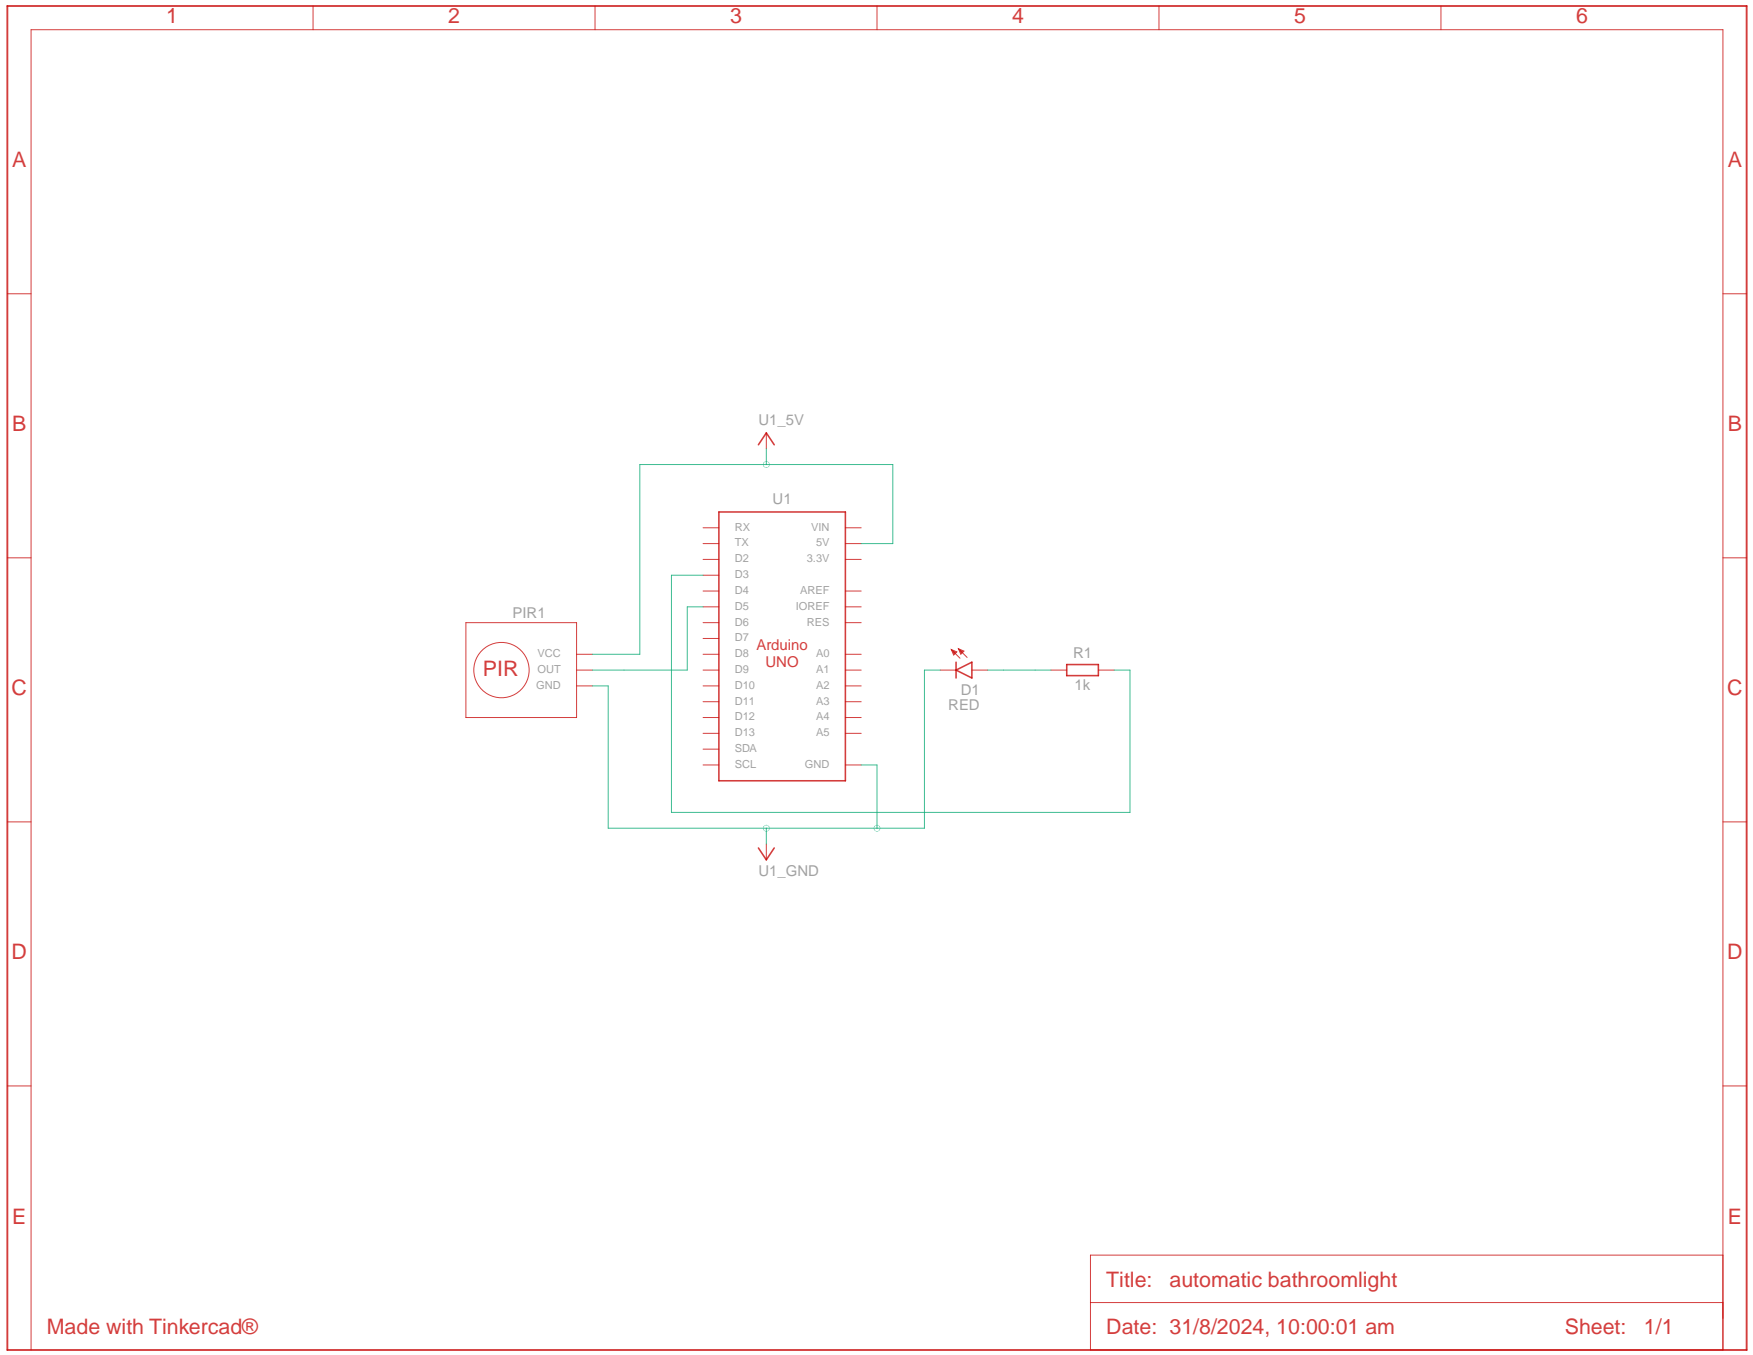 1 2 3 4 5 6
A A
B B
U1_5V
U1
RX VIN
TX 5V
D2 3.3V
D3
D4 AREF
D5 IOREF
D6 RES
D7
D8 A0
D9 A1
D10 A2
D11 A3
D12 A4
D13 A5
SDA
SCL GND
Arduino
UNO
PIR1
PIR
VCC
OUT
GND
D1
RED
R1
1k
C C
U1_GND
D D
E E
Title: automatic bathroomlight
Made with Tinkercad®
Date: 31/8/2024, 10:00:01 am Sheet: 1/1